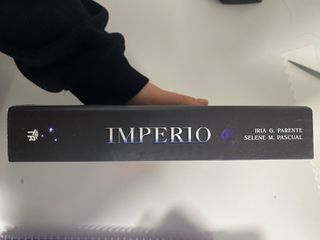 IMPERIO
IRIA G. PARENTE
SELENE M. PASCUAL